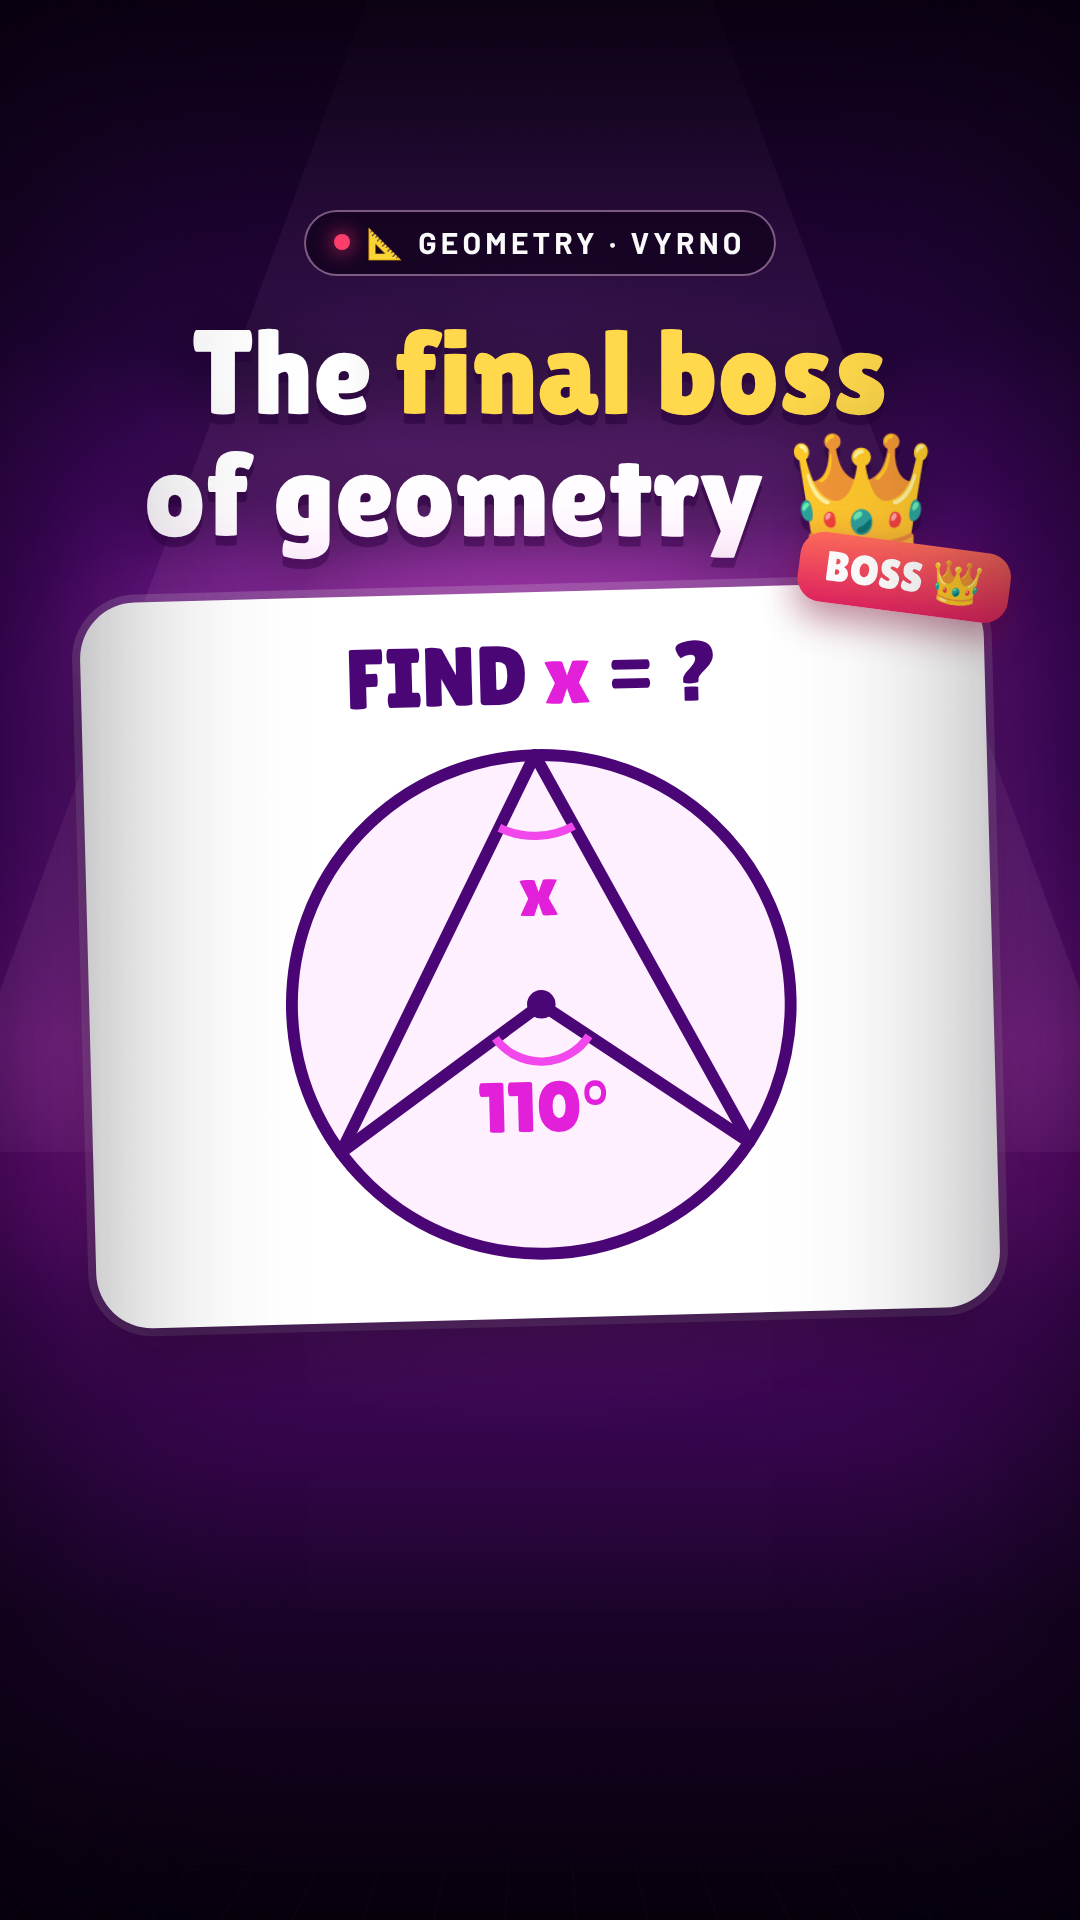 GEOMETRY · VYRNO
The final boss
of geometry
BOSS
FIND x = ?
x
110°